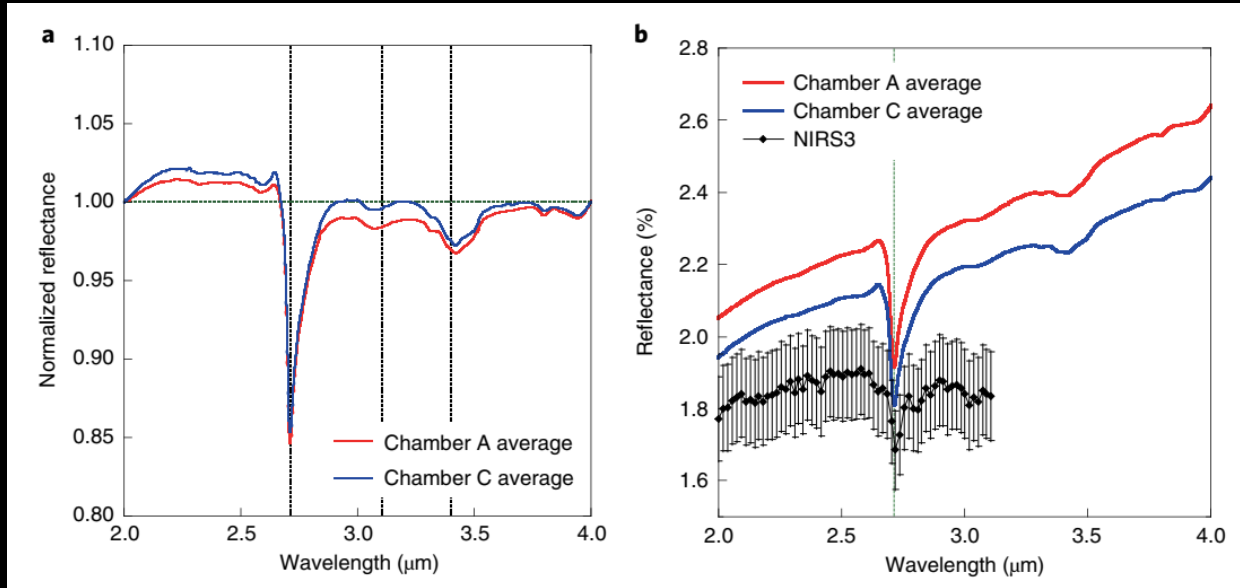 a
1.10
1.05
1.00
0.95
0.90
0.85
0.80
Normalized reflectance
2.0 2.5 3.0 3.5 4.0
Wavelength (μm)
Chamber A average
Chamber C average
b
2.8
2.6
2.4
2.2
2.0
1.8
1.6
Reflectance (%)
2.0 2.5 3.0 3.5 4.0
Wavelength (μm)
Chamber A average
Chamber C average
NIRS3